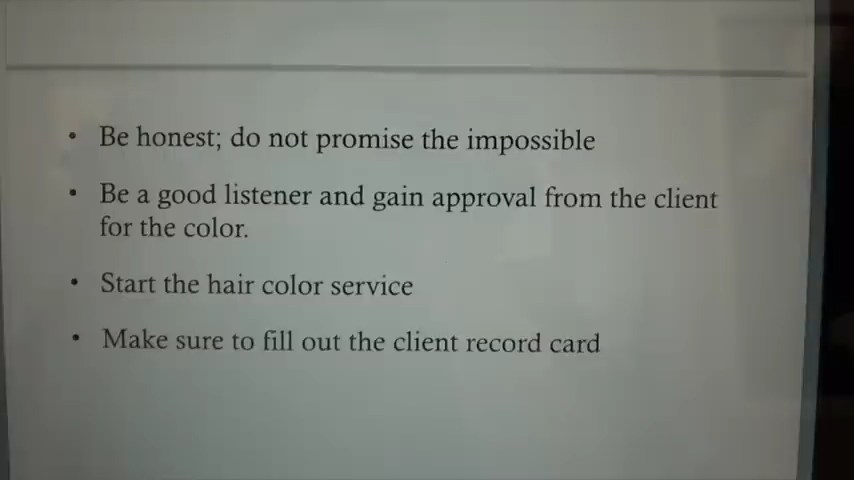 • Be honest; do not promise the impossible
• Be a good listener and gain approval from the client
for the color.
• Start the hair color service
• Make sure to fill out the client record card